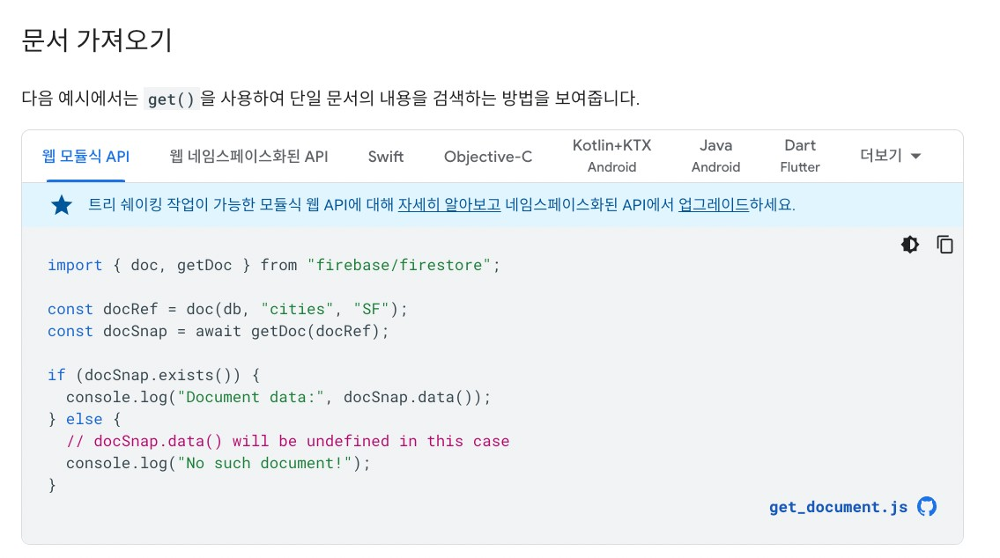 문서 가져오기
다음 예시에서는 get()을 사용하여 단일 문서의 내용을 검색하는 방법을 보여줍니다.
웹 모듈식 API
웹 네임스페이스화된 API
Swift
Objective-C
Kotlin+KTX
Android
Java
Android
Dart
Flutter
더보기
트리 쉐이킹 작업이 가능한 모듈식 웹 API에 대해 자세히 알아보고 네임스페이스화된 API에서 업그레이드하세요.
import { doc, getDoc } from "firebase/firestore";
const docRef = doc(db, "cities", "SF");
const docSnap = await getDoc(docRef);
if (docSnap.exists()) {
  console.log("Document data:", docSnap.data());
} else {
  // docSnap.data() will be undefined in this case
  console.log("No such document!");
}
get_document.js